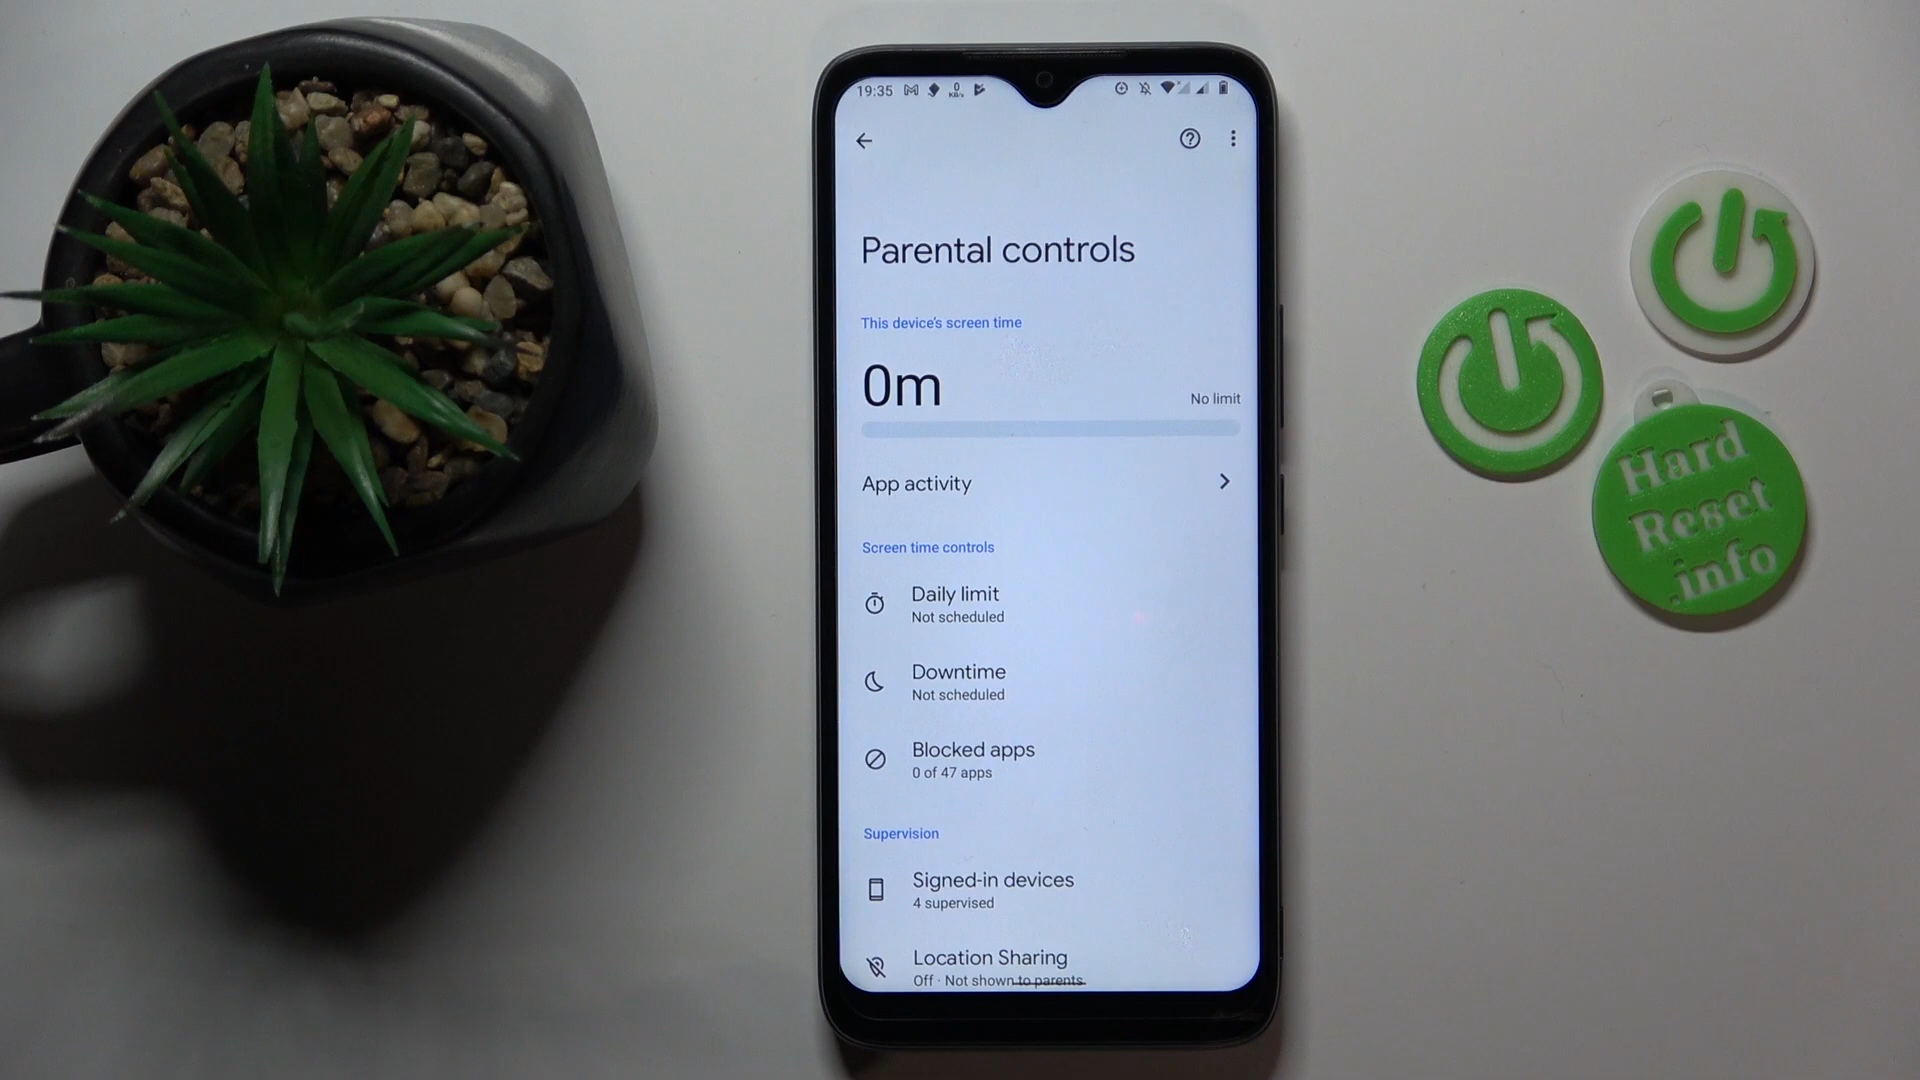 19:35
0
KB/s
Parental controls
This device's screen time
0m
No limit
App activity
Screen time controls
Daily limit
Not scheduled
Downtime
Not scheduled
Blocked apps
0 of 47 apps
Supervision
Signed-in devices
4 supervised
Location Sharing
Off · Not shown to parents
Hard
Reset
.info